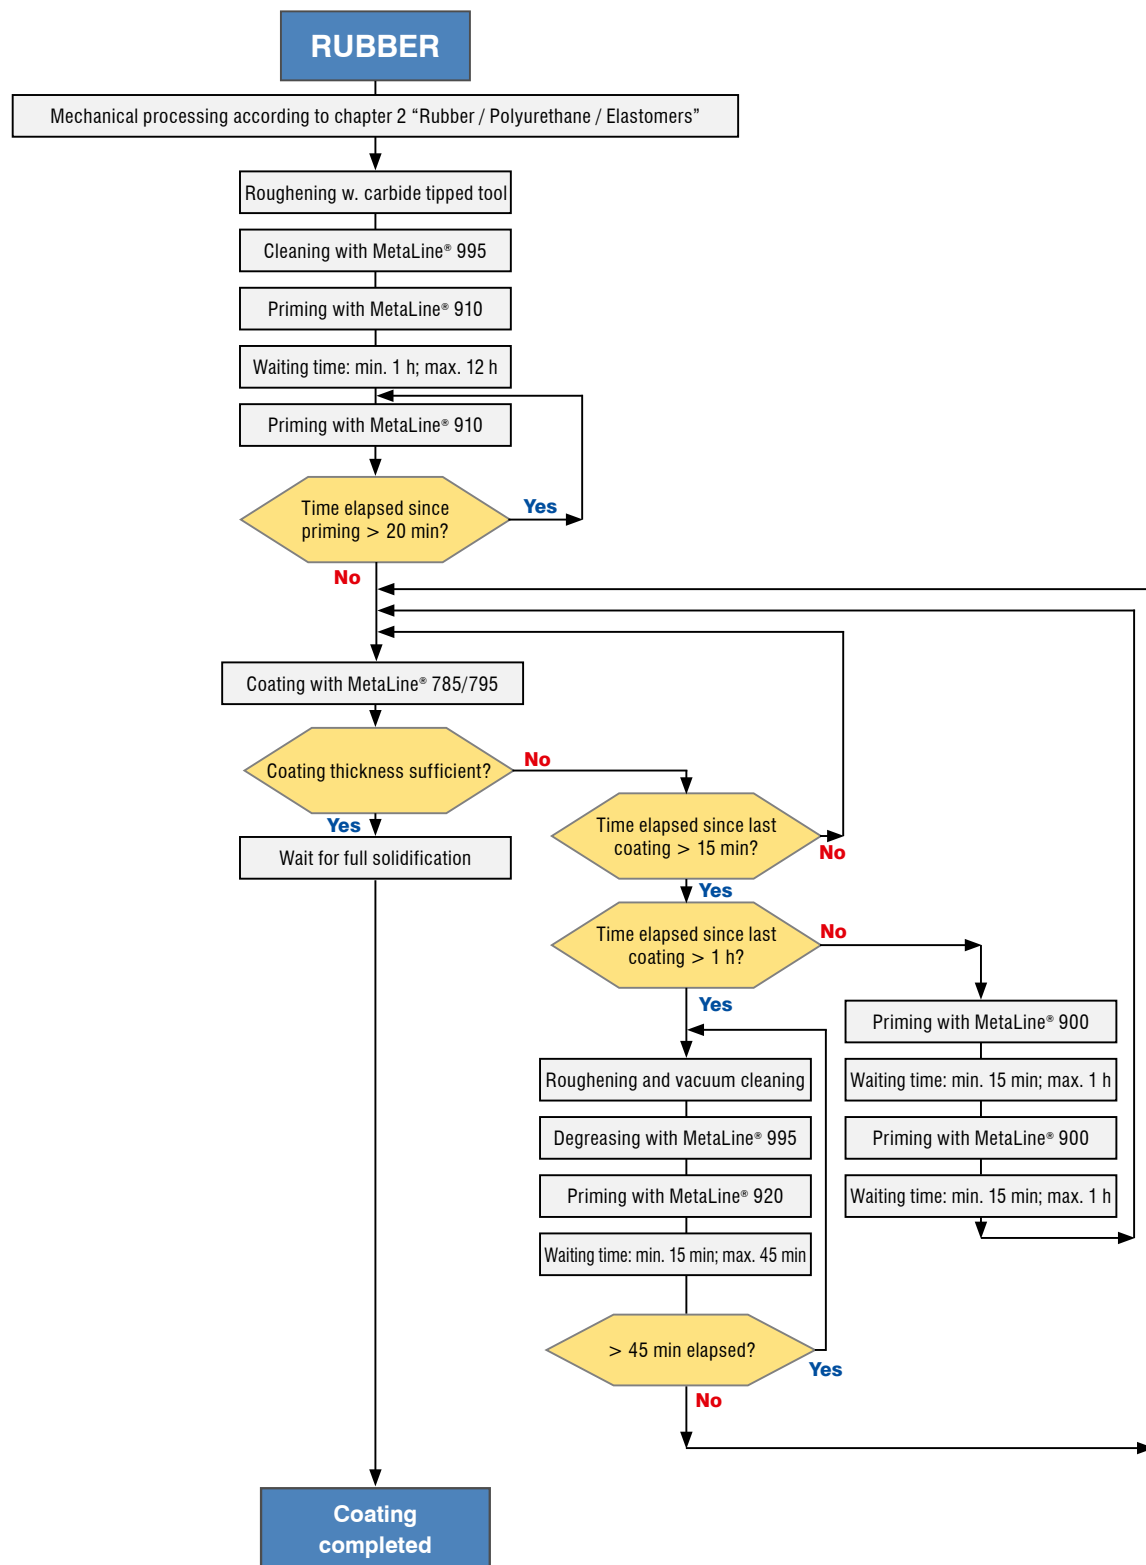 RUBBER
Mechanical processing according to chapter 2 “Rubber / Polyurethane / Elastomers”
Roughening w. carbide tipped tool
Cleaning with MetaLine® 995
Priming with MetaLine® 910
Waiting time: min. 1 h; max. 12 h
Priming with MetaLine® 910
Time elapsed since
priming > 20 min?
Yes
No
Coating with MetaLine® 785/795
Coating thickness sufficient?
No
Yes
Wait for full solidification
Time elapsed since last
coating > 15 min?
No
Yes
Time elapsed since last
coating > 1 h?
No
Yes
Priming with MetaLine® 900
Waiting time: min. 15 min; max. 1 h
Priming with MetaLine® 900
Waiting time: min. 15 min; max. 1 h
Roughening and vacuum cleaning
Degreasing with MetaLine® 995
Priming with MetaLine® 920
Waiting time: min. 15 min; max. 45 min
> 45 min elapsed?
Yes
No
Coating
completed